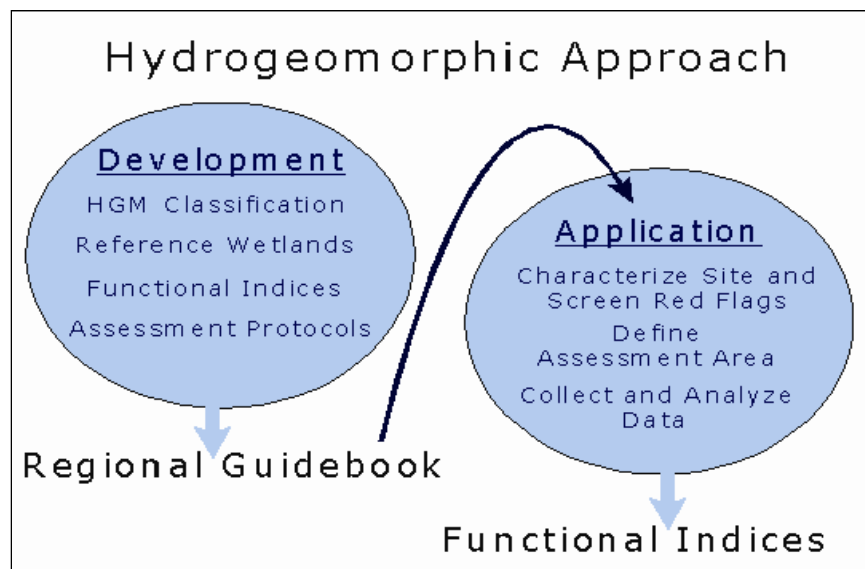 Hydrogeomorphic Approach
Development
HGM Classification
Reference Wetlands
Functional Indices
Assessment Protocols
Regional Guidebook
Application
Characterize Site and
Screen Red Flags
Define
Assessment Area
Collect and Analyze
Data
Functional Indices